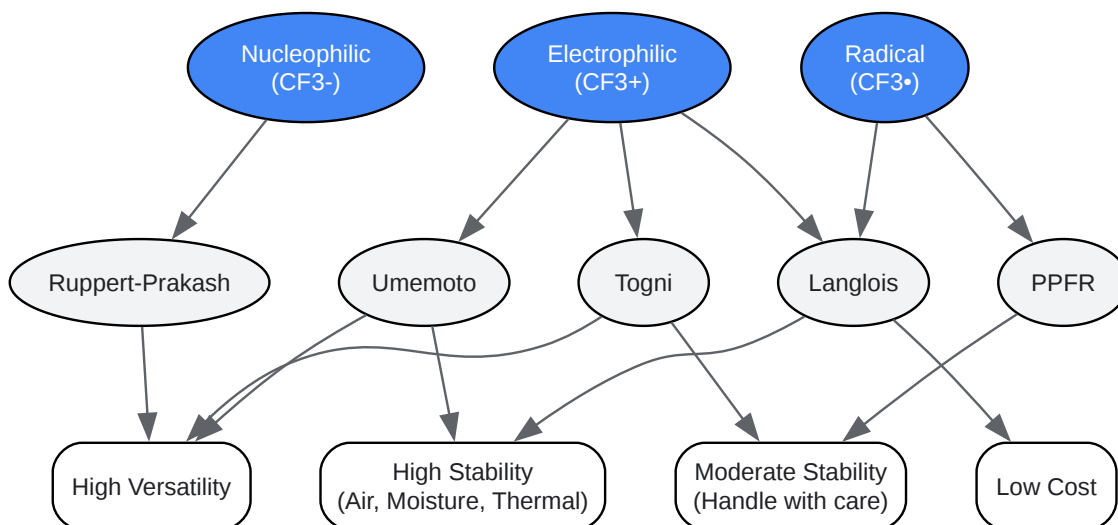 Nucleophilic
(CF3-)
Electrophilic
(CF3+)
Radical
(CF3•)
Ruppert-Prakash
Umemoto
Togni
Langlois
PPFR
High Versatility
High Stability
(Air, Moisture, Thermal)
Moderate Stability
(Handle with care)
Low Cost